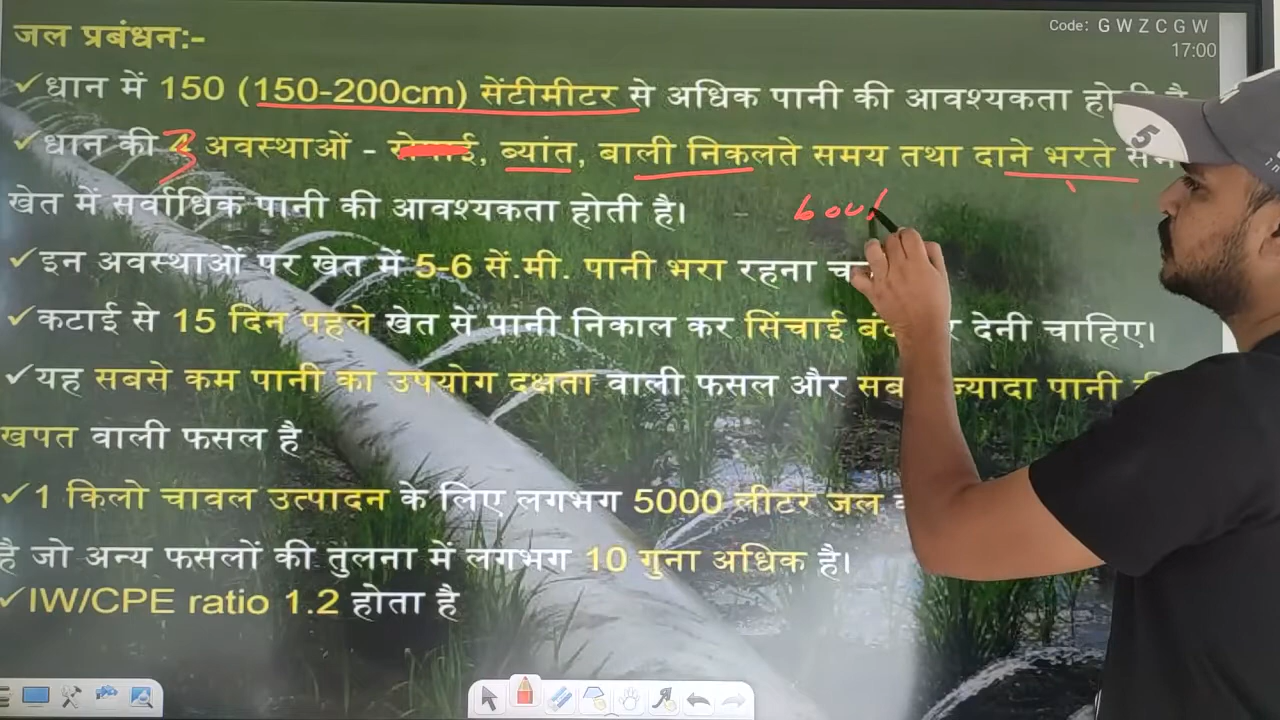 Code: G W Z C G W
17:00
जल प्रबंधन:-
✓धान में 150 (150-200cm) सेंटीमीटर से अधिक पानी की आवश्यकता
✓धान की 3 अवस्थाओं - , ब्यांत, बाली निकलते समय तथा दाने भरते
खेत में सर्वाधिक पानी की आवश्यकता होती है।
✓इन अवस्थाओं पर खेत में 5-6 सें.मी. पानी भरा रहना
✓कटाई से 15 दिन पहले खेत से पानी निकाल कर सिंचाई देनी चाहिए।
✓यह सबसे कम पानी का उपयोग दक्षता वाली फसल और ज्यादा पानी
खपत वाली फसल है
✓1 किलो चावल उत्पादन के लिए लगभग 5000 लीटर जल
है जो अन्य फसलों की तुलना में लगभग 10 गुना अधिक है।
✓IW/CPE ratio 1.2 होता है